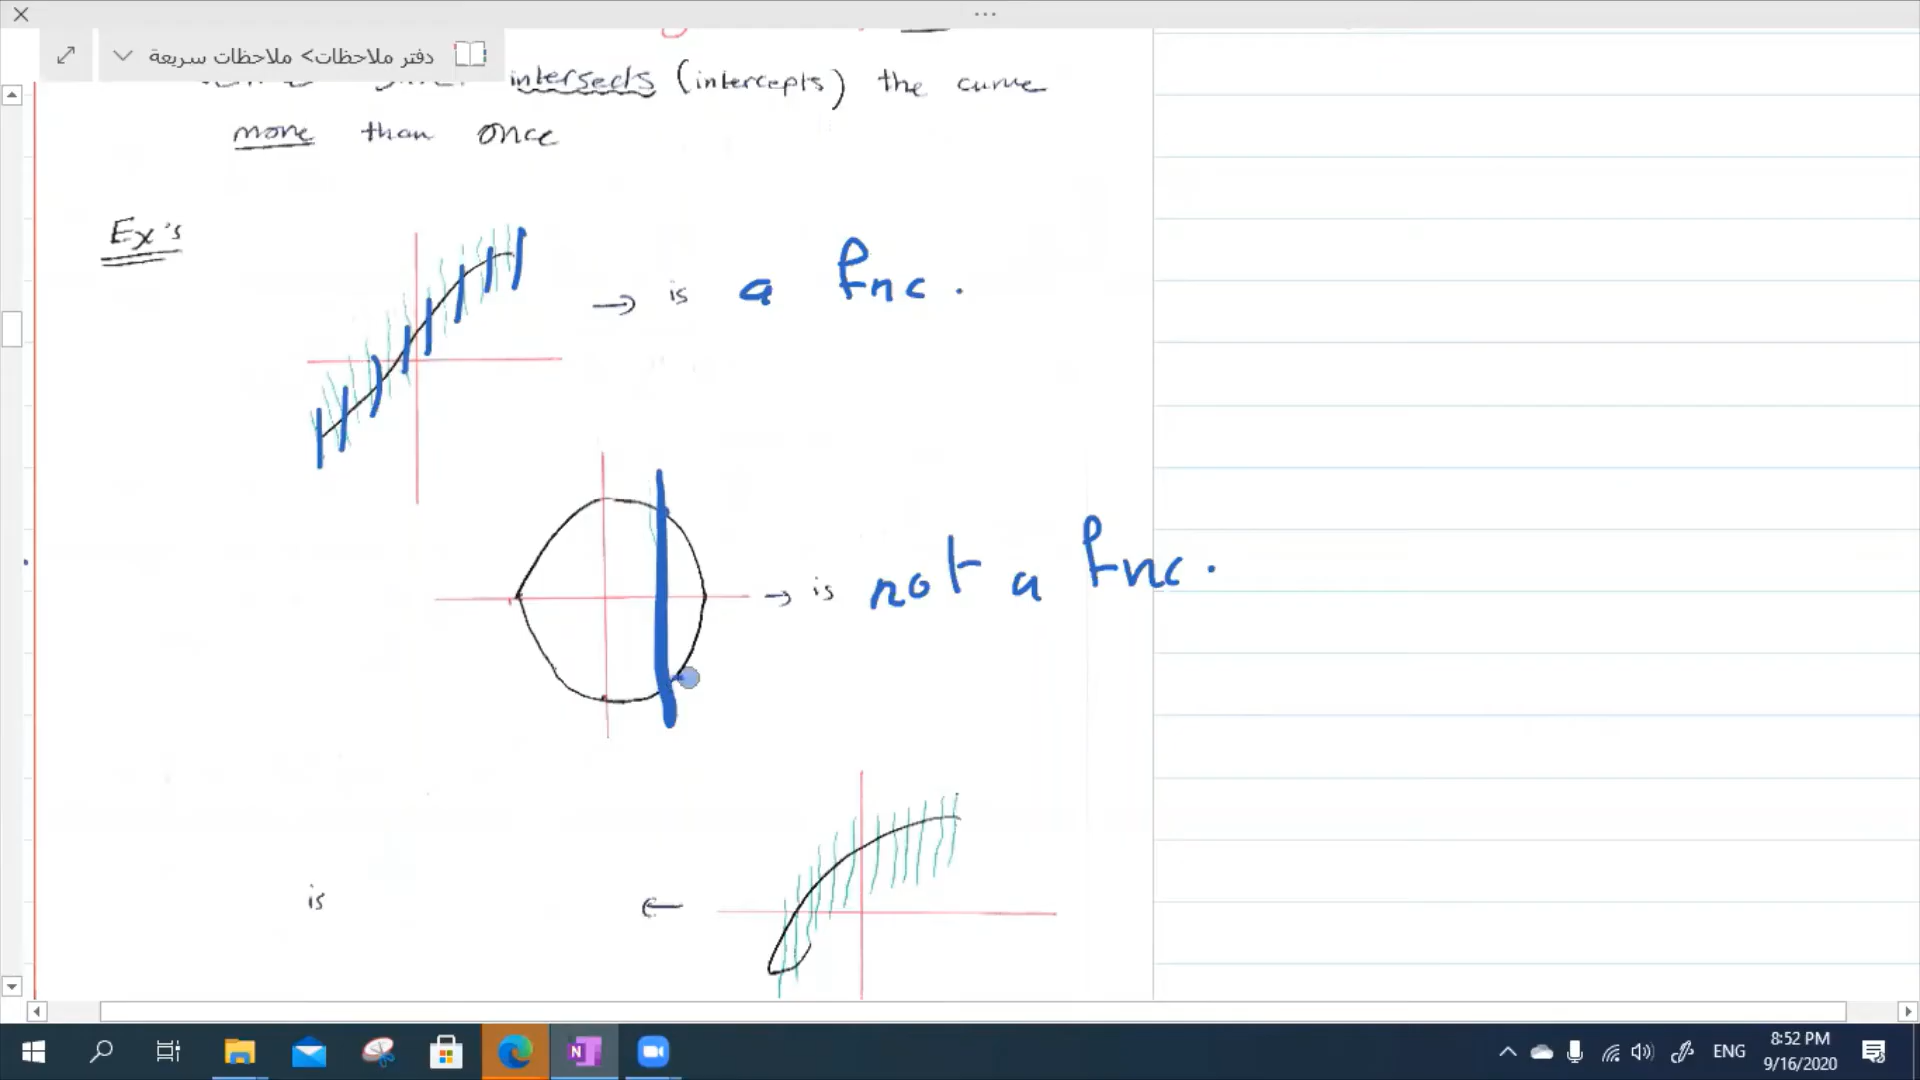 دفتر ملاحظات> ملاحظات سريعة
intersects (intercepts) the curve
more than once
Ex's
→ is a fnc.
→ is not a fnc.
is ←
ENG
8:52 PM
9/16/2020